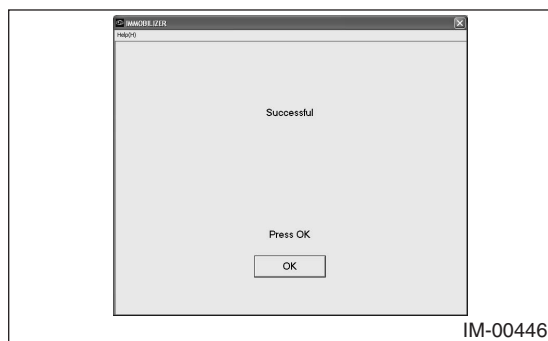 IMMOBILIZER
Help(H)
Successful
Press OK
OK
IM-00446